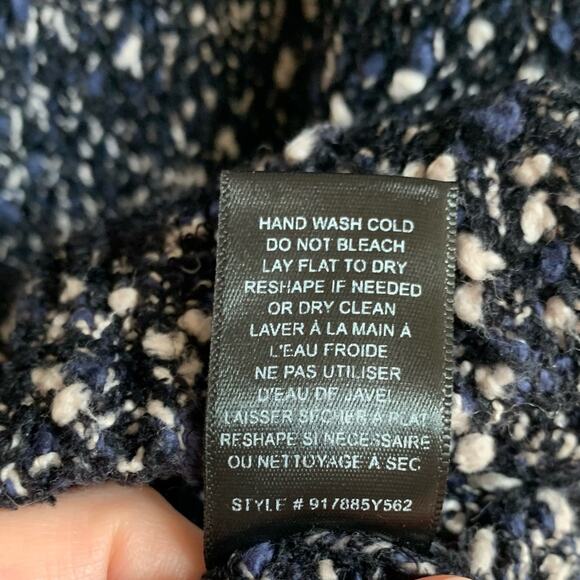 HAND WASH COLD
DO NOT BLEACH
LAY FLAT TO DRY
RESHAPE IF NEEDED
OR DRY CLEAN
LAVER À LA MAIN À
L'EAU FROIDE
NE PAS UTILISER
D'EAU DE JAVEL
LAISSER SÉCHER À PLAT
RESHAPE SI NÉCESSAIRE
OU NETTOYAGE À SEC
STYLE # 917885Y562